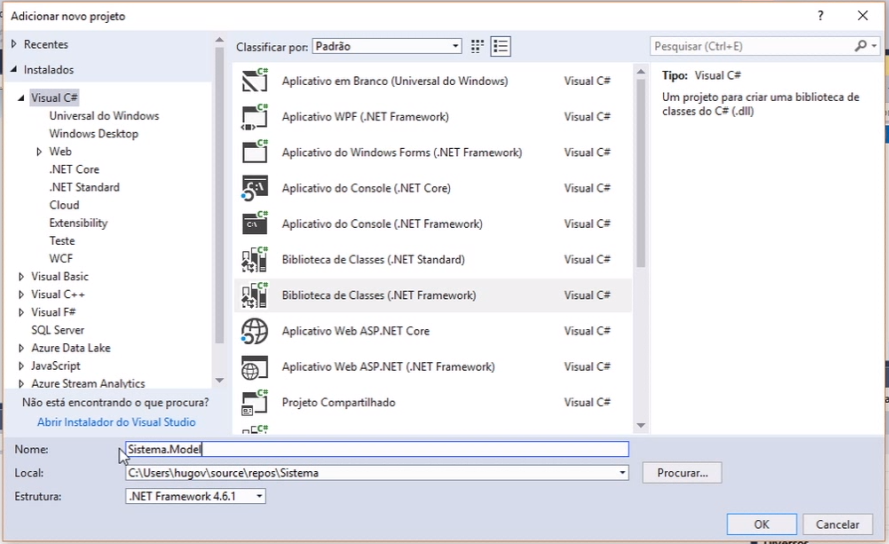 Adicionar novo projeto
? X
Recentes
Instalados
Visual C#
Universal do Windows
Windows Desktop
Web
.NET Core
.NET Standard
Cloud
Extensibility
Teste
WCF
Visual Basic
Visual C++
Visual F#
SQL Server
Azure Data Lake
JavaScript
Azure Stream Analytics
Não está encontrando o que procura?
Abrir Instalador do Visual Studio
Classificar por: Padrão
Aplicativo em Branco (Universal do Windows) Visual C#
Aplicativo WPF (.NET Framework) Visual C#
Aplicativo do Windows Forms (.NET Framework) Visual C#
Aplicativo do Console (.NET Core) Visual C#
Aplicativo do Console (.NET Framework) Visual C#
Biblioteca de Classes (.NET Standard) Visual C#
Biblioteca de Classes (.NET Framework) Visual C#
Aplicativo Web ASP.NET Core Visual C#
Aplicativo Web ASP.NET (.NET Framework) Visual C#
Projeto Compartilhado Visual C#
Pesquisar (Ctrl+E)
Tipo: Visual C#
Um projeto para criar uma biblioteca de
classes do C# (.dll)
Nome: Sistema.Model
Local: C:\Users\hugov\source\repos\Sistema
Procurar...
Estrutura: .NET Framework 4.6.1
OK Cancelar